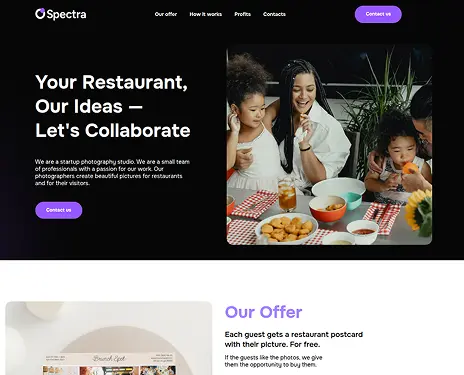 Spectra
Our offer
How it works
Profits
Contacts
Contact us
Your Restaurant,
Our Ideas —
Let's Collaborate
We are a startup photography studio. We are a small team
of professionals with a passion for our work. Our
photographers create beautiful pictures for restaurants
and for their visitors.
Contact us
Our Offer
Each guest gets a restaurant postcard
with their picture. For free.
If the guests like the photos, we give
them the opportunity to buy them.
Brunch Spot